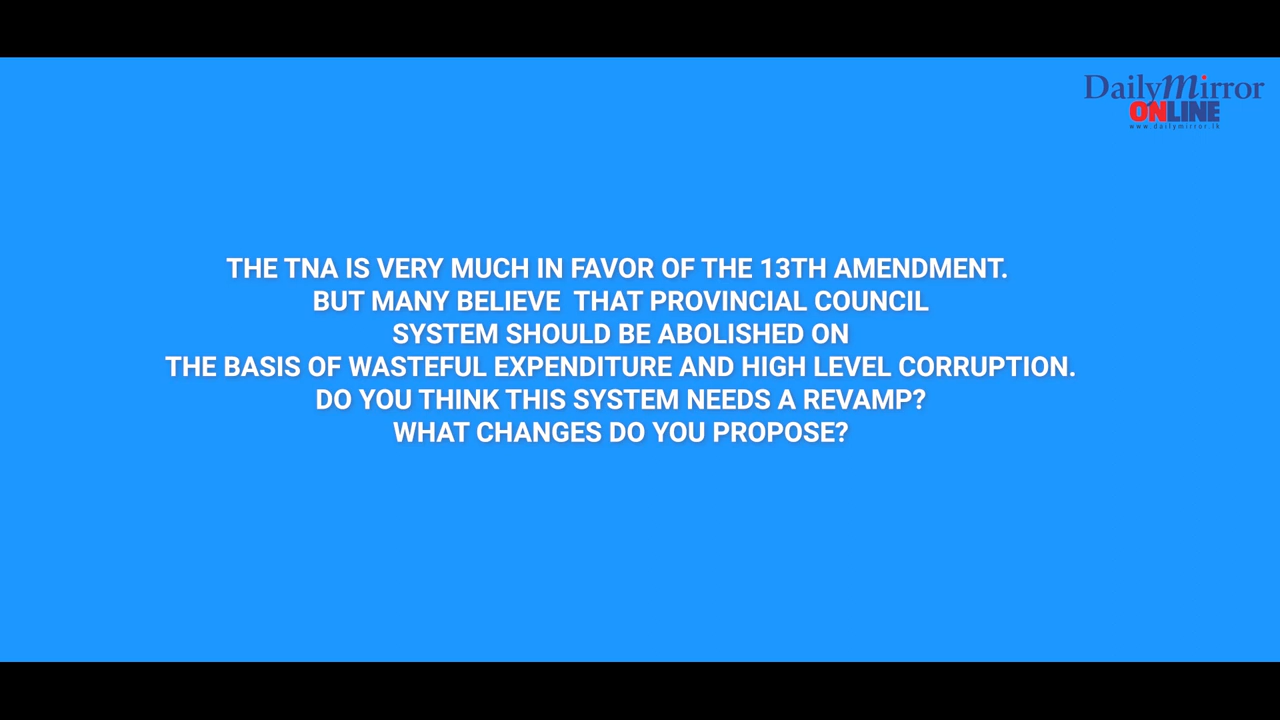 DailyMirror
ONLINE
www.dailymirror.lk
THE TNA IS VERY MUCH IN FAVOR OF THE 13TH AMENDMENT.
BUT MANY BELIEVE  THAT PROVINCIAL COUNCIL
SYSTEM SHOULD BE ABOLISHED ON
THE BASIS OF WASTEFUL EXPENDITURE AND HIGH LEVEL CORRUPTION.
DO YOU THINK THIS SYSTEM NEEDS A REVAMP?
WHAT CHANGES DO YOU PROPOSE?